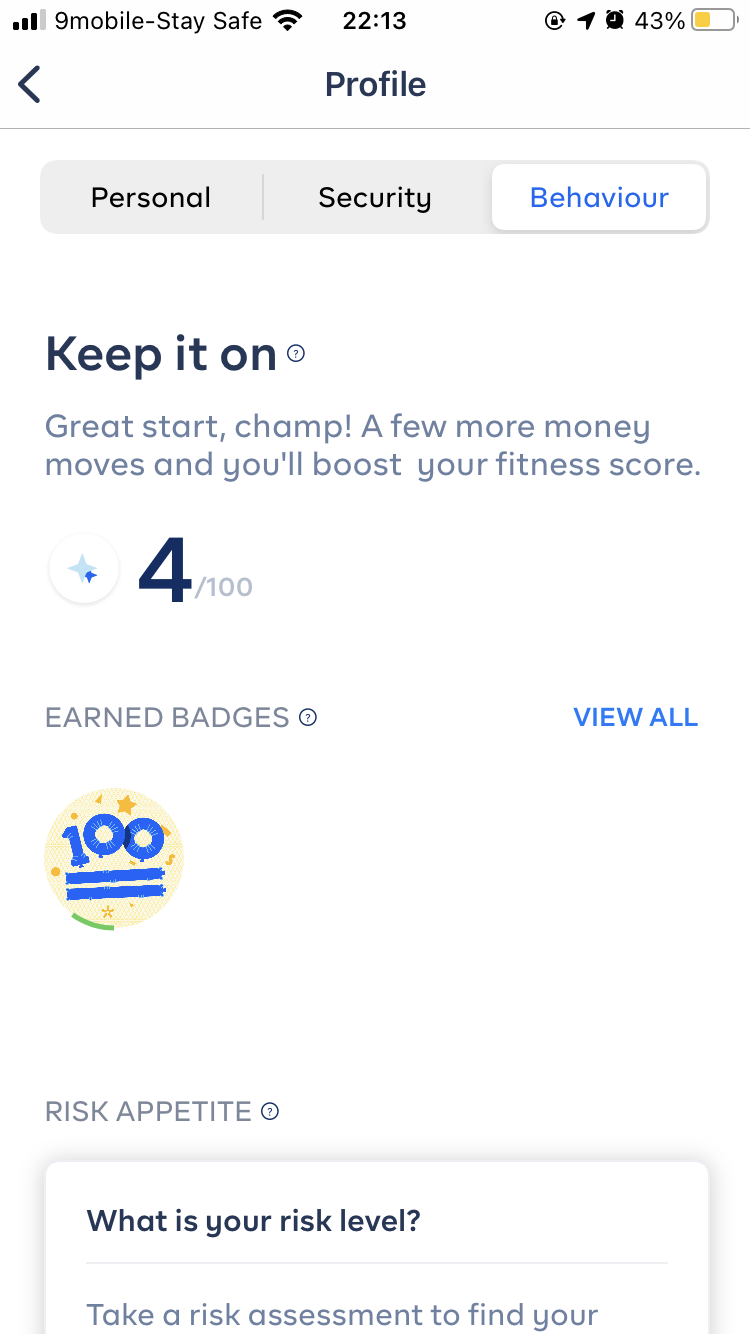 9mobile-Stay Safe 22:13 43%
Profile
Personal Security Behaviour
Keep it on ?
Great start, champ! A few more money
moves and you'll boost  your fitness score.
4/100
EARNED BADGES ? VIEW ALL
100
RISK APPETITE ?
What is your risk level?
Take a risk assessment to find your